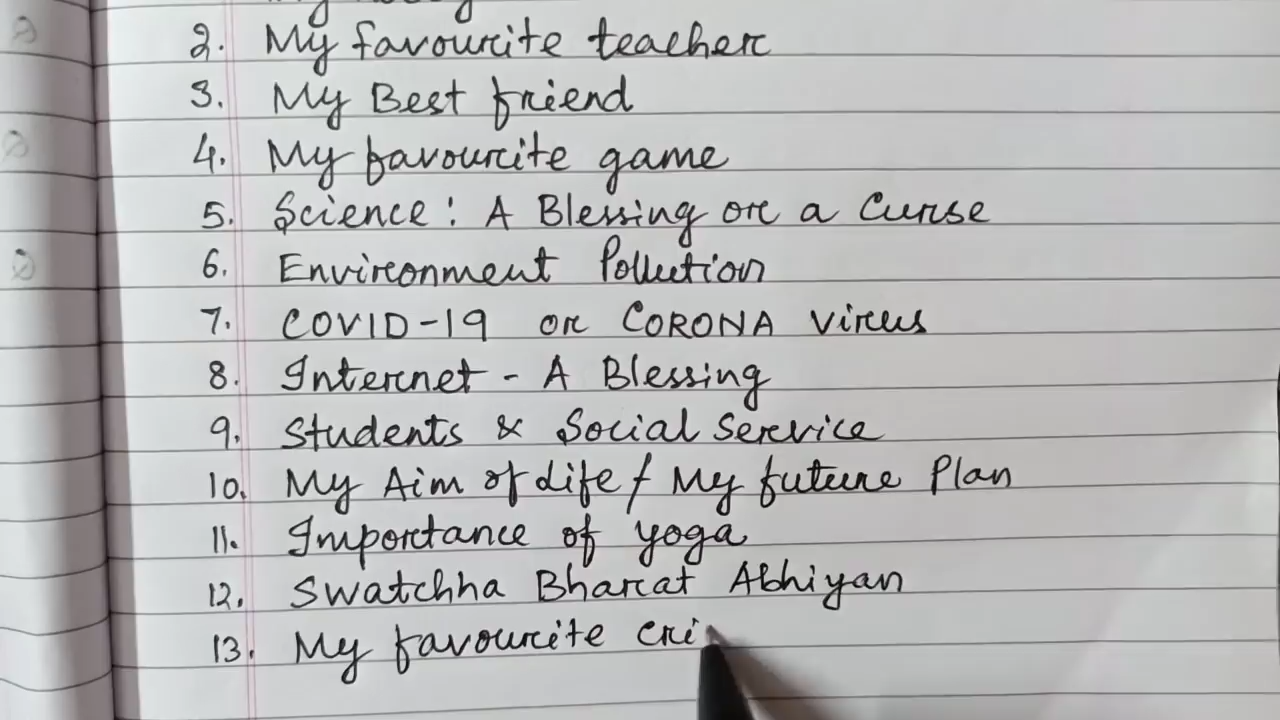 2. My favourite teacher
3. My Best friend
4. My favourite game
5. Science: A Blessing or a Curse
6. Environment Pollution
7. COVID-19 or CORONA Virus
8. Internet - A Blessing
9. Students & Social Service
10. My Aim of life / My future Plan
11. Importance of yoga
12. Swatchha Bharat Abhiyan
13. My favourite cri